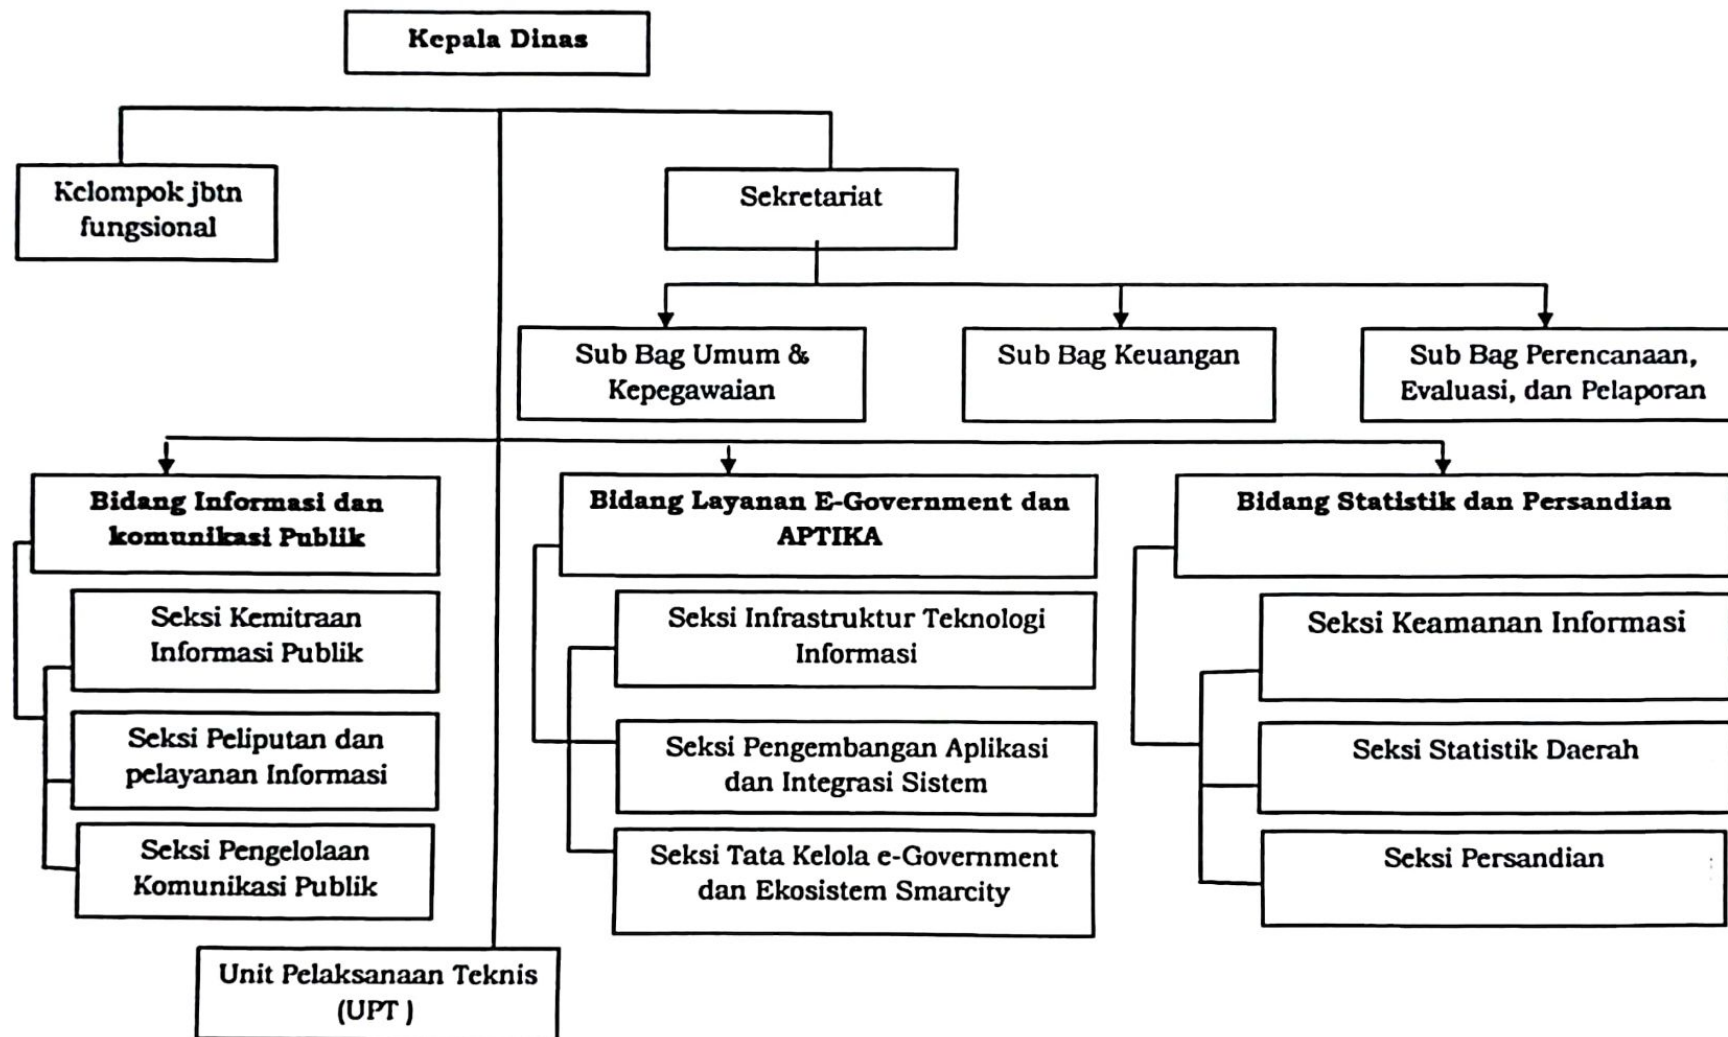 Kepala Dinas
Kelompok jbtn
fungsional
Sekretariat
Sub Bag Umum &
Kepegawaian
Sub Bag Keuangan
Sub Bag Perencanaan,
Evaluasi, dan Pelaporan
Bidang Informasi dan
komunikasi Publik
Seksi Kemitraan
Informasi Publik
Seksi Peliputan dan
pelayanan Informasi
Seksi Pengelolaan
Komunikasi Publik
Bidang Layanan E-Government dan
APTIKA
Seksi Infrastruktur Teknologi
Informasi
Seksi Pengembangan Aplikasi
dan Integrasi Sistem
Seksi Tata Kelola e-Government
dan Ekosistem Smarcity
Bidang Statistik dan Persandian
Seksi Keamanan Informasi
Seksi Statistik Daerah
Seksi Persandian
Unit Pelaksanaan Teknis
(UPT )